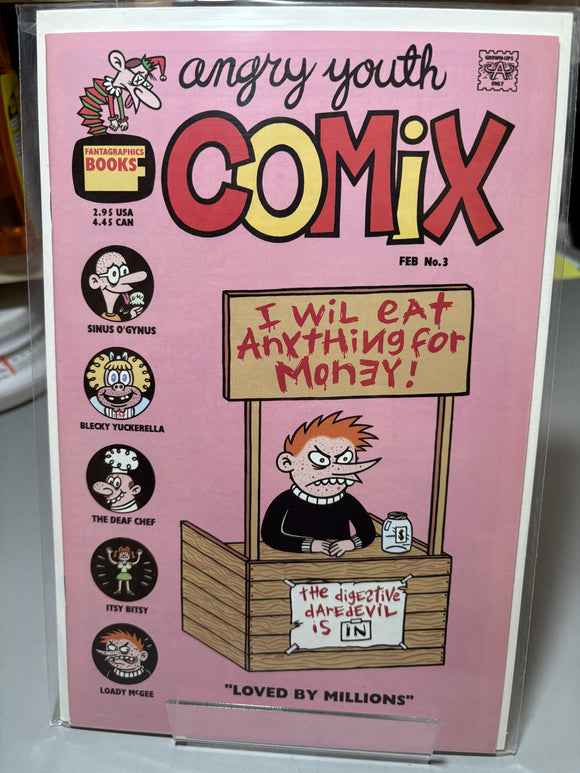 angry youth
COMiX
GROWN-UPS
ONLY
FANTAGRAPHICS
BOOKS
2.95 USA
4.45 CAN
FEB No.3
SINUS O'GYNUS
BLECKY YUCKERELLA
THE DEAF CHEF
ITSY BITSY
LOADY McGEE
I WiL eAt
AnYtHiNg for
MonEY!
$
tHe digeStive
dAReDEViL
iS IN
"LOVED BY MILLIONS"